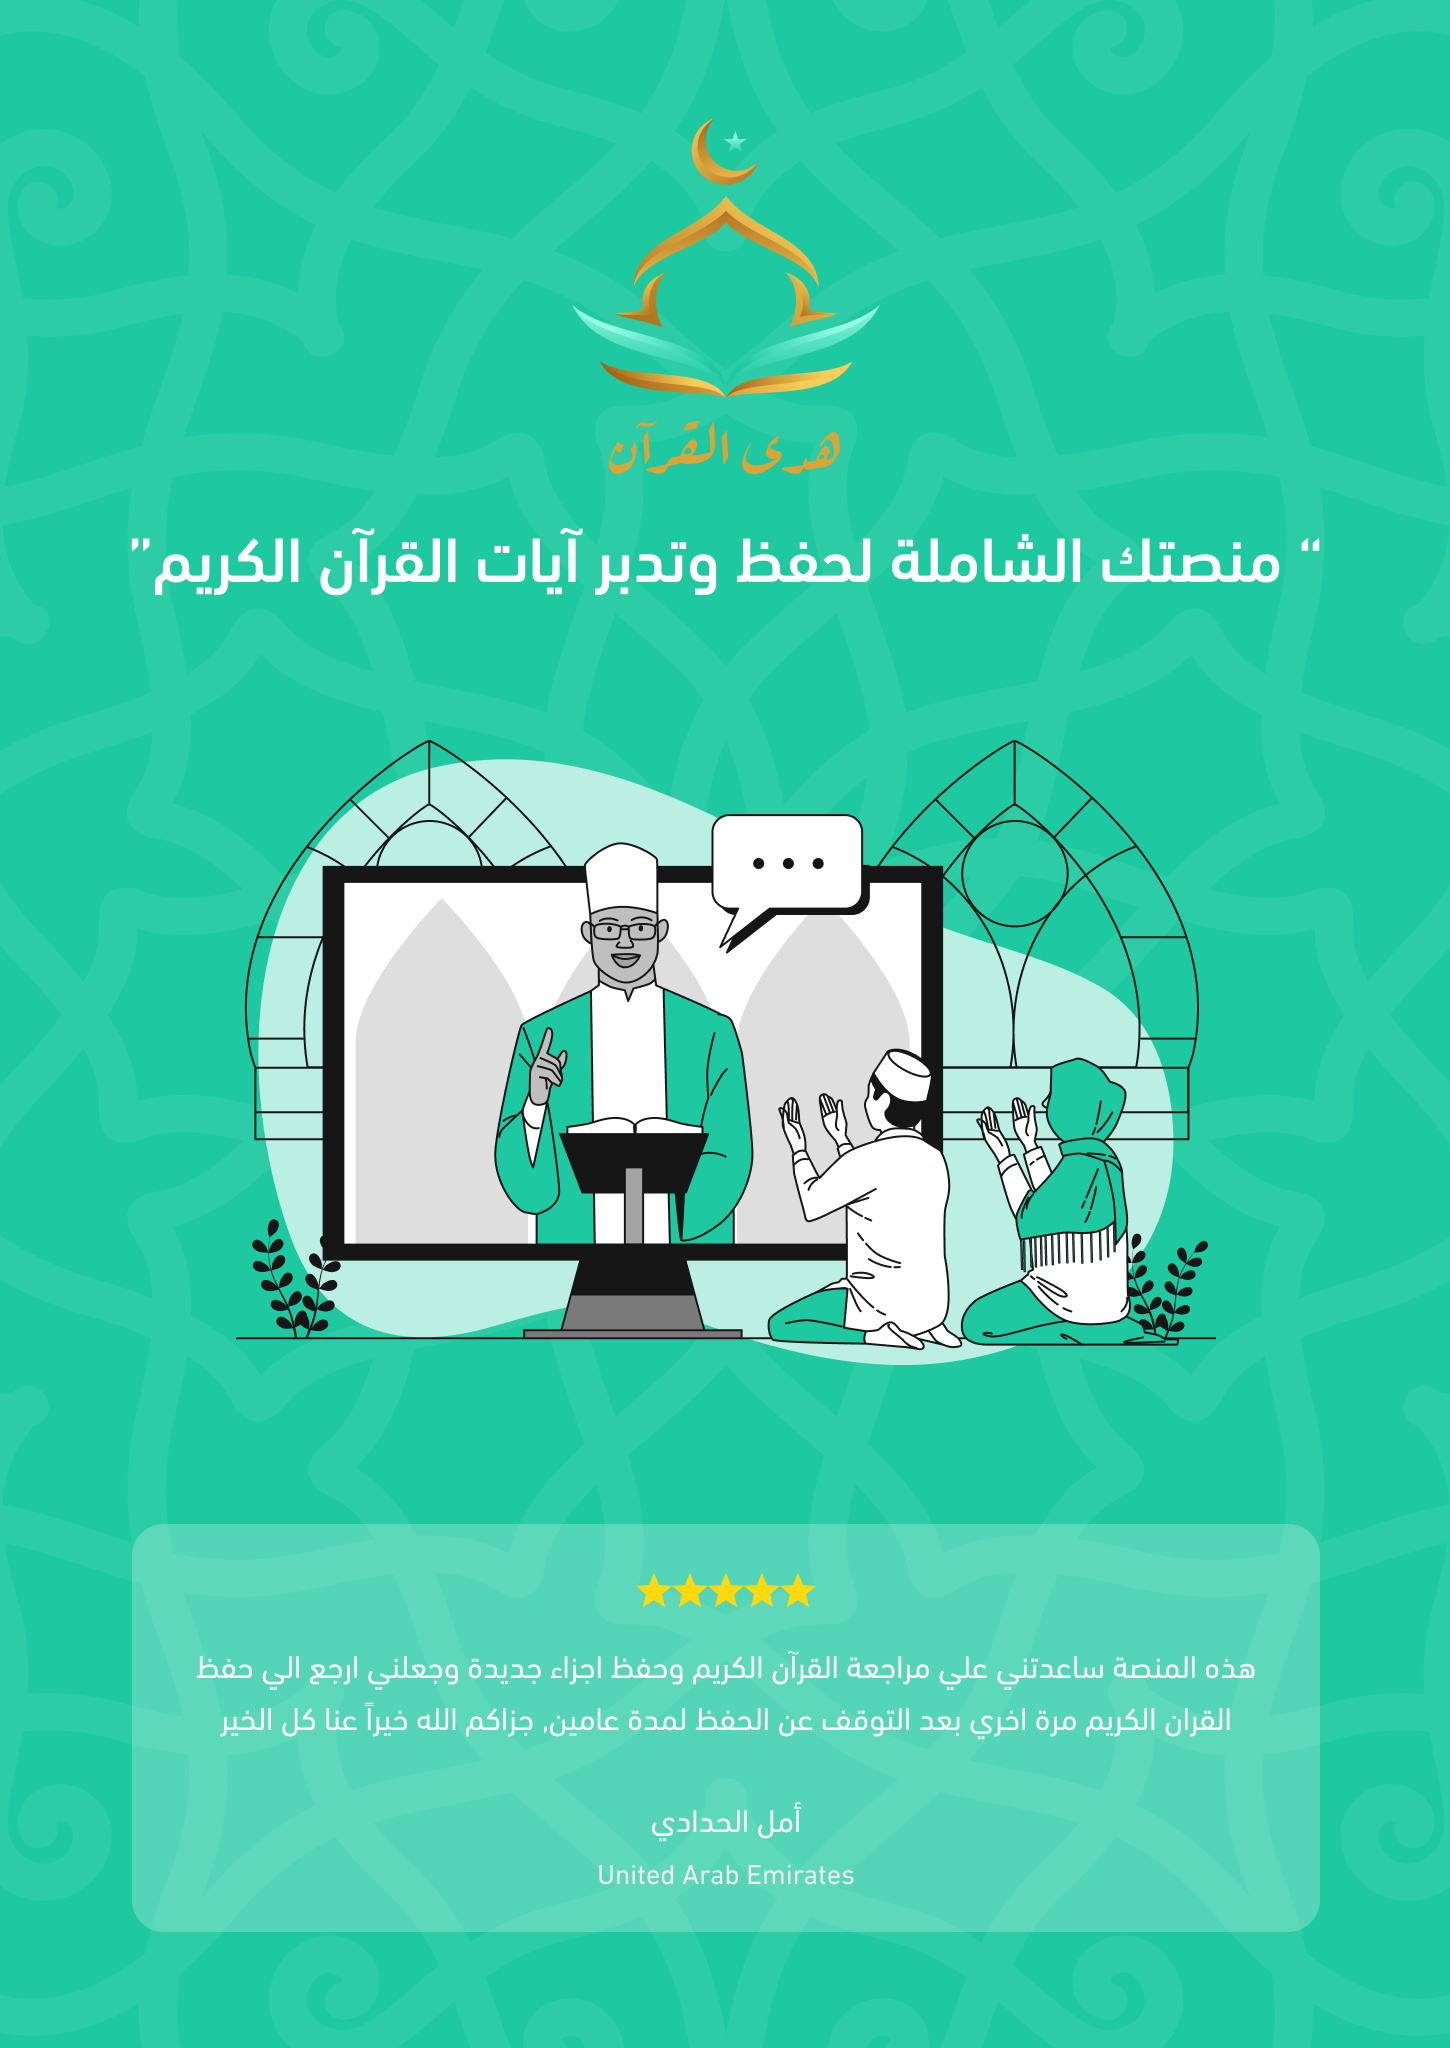 هدى القرآن
“ منصتك الشاملة لحفظ وتدبر آيات القرآن الكريم”
هذه المنصة ساعدتني علي مراجعة القرآن الكريم وحفظ اجزاء جديدة وجعلني ارجع الي حفظ
القران الكريم مرة اخري بعد التوقف عن الحفظ لمدة عامين, جزاكم الله خيراً عنا كل الخير
أمل الحدادي
United Arab Emirates